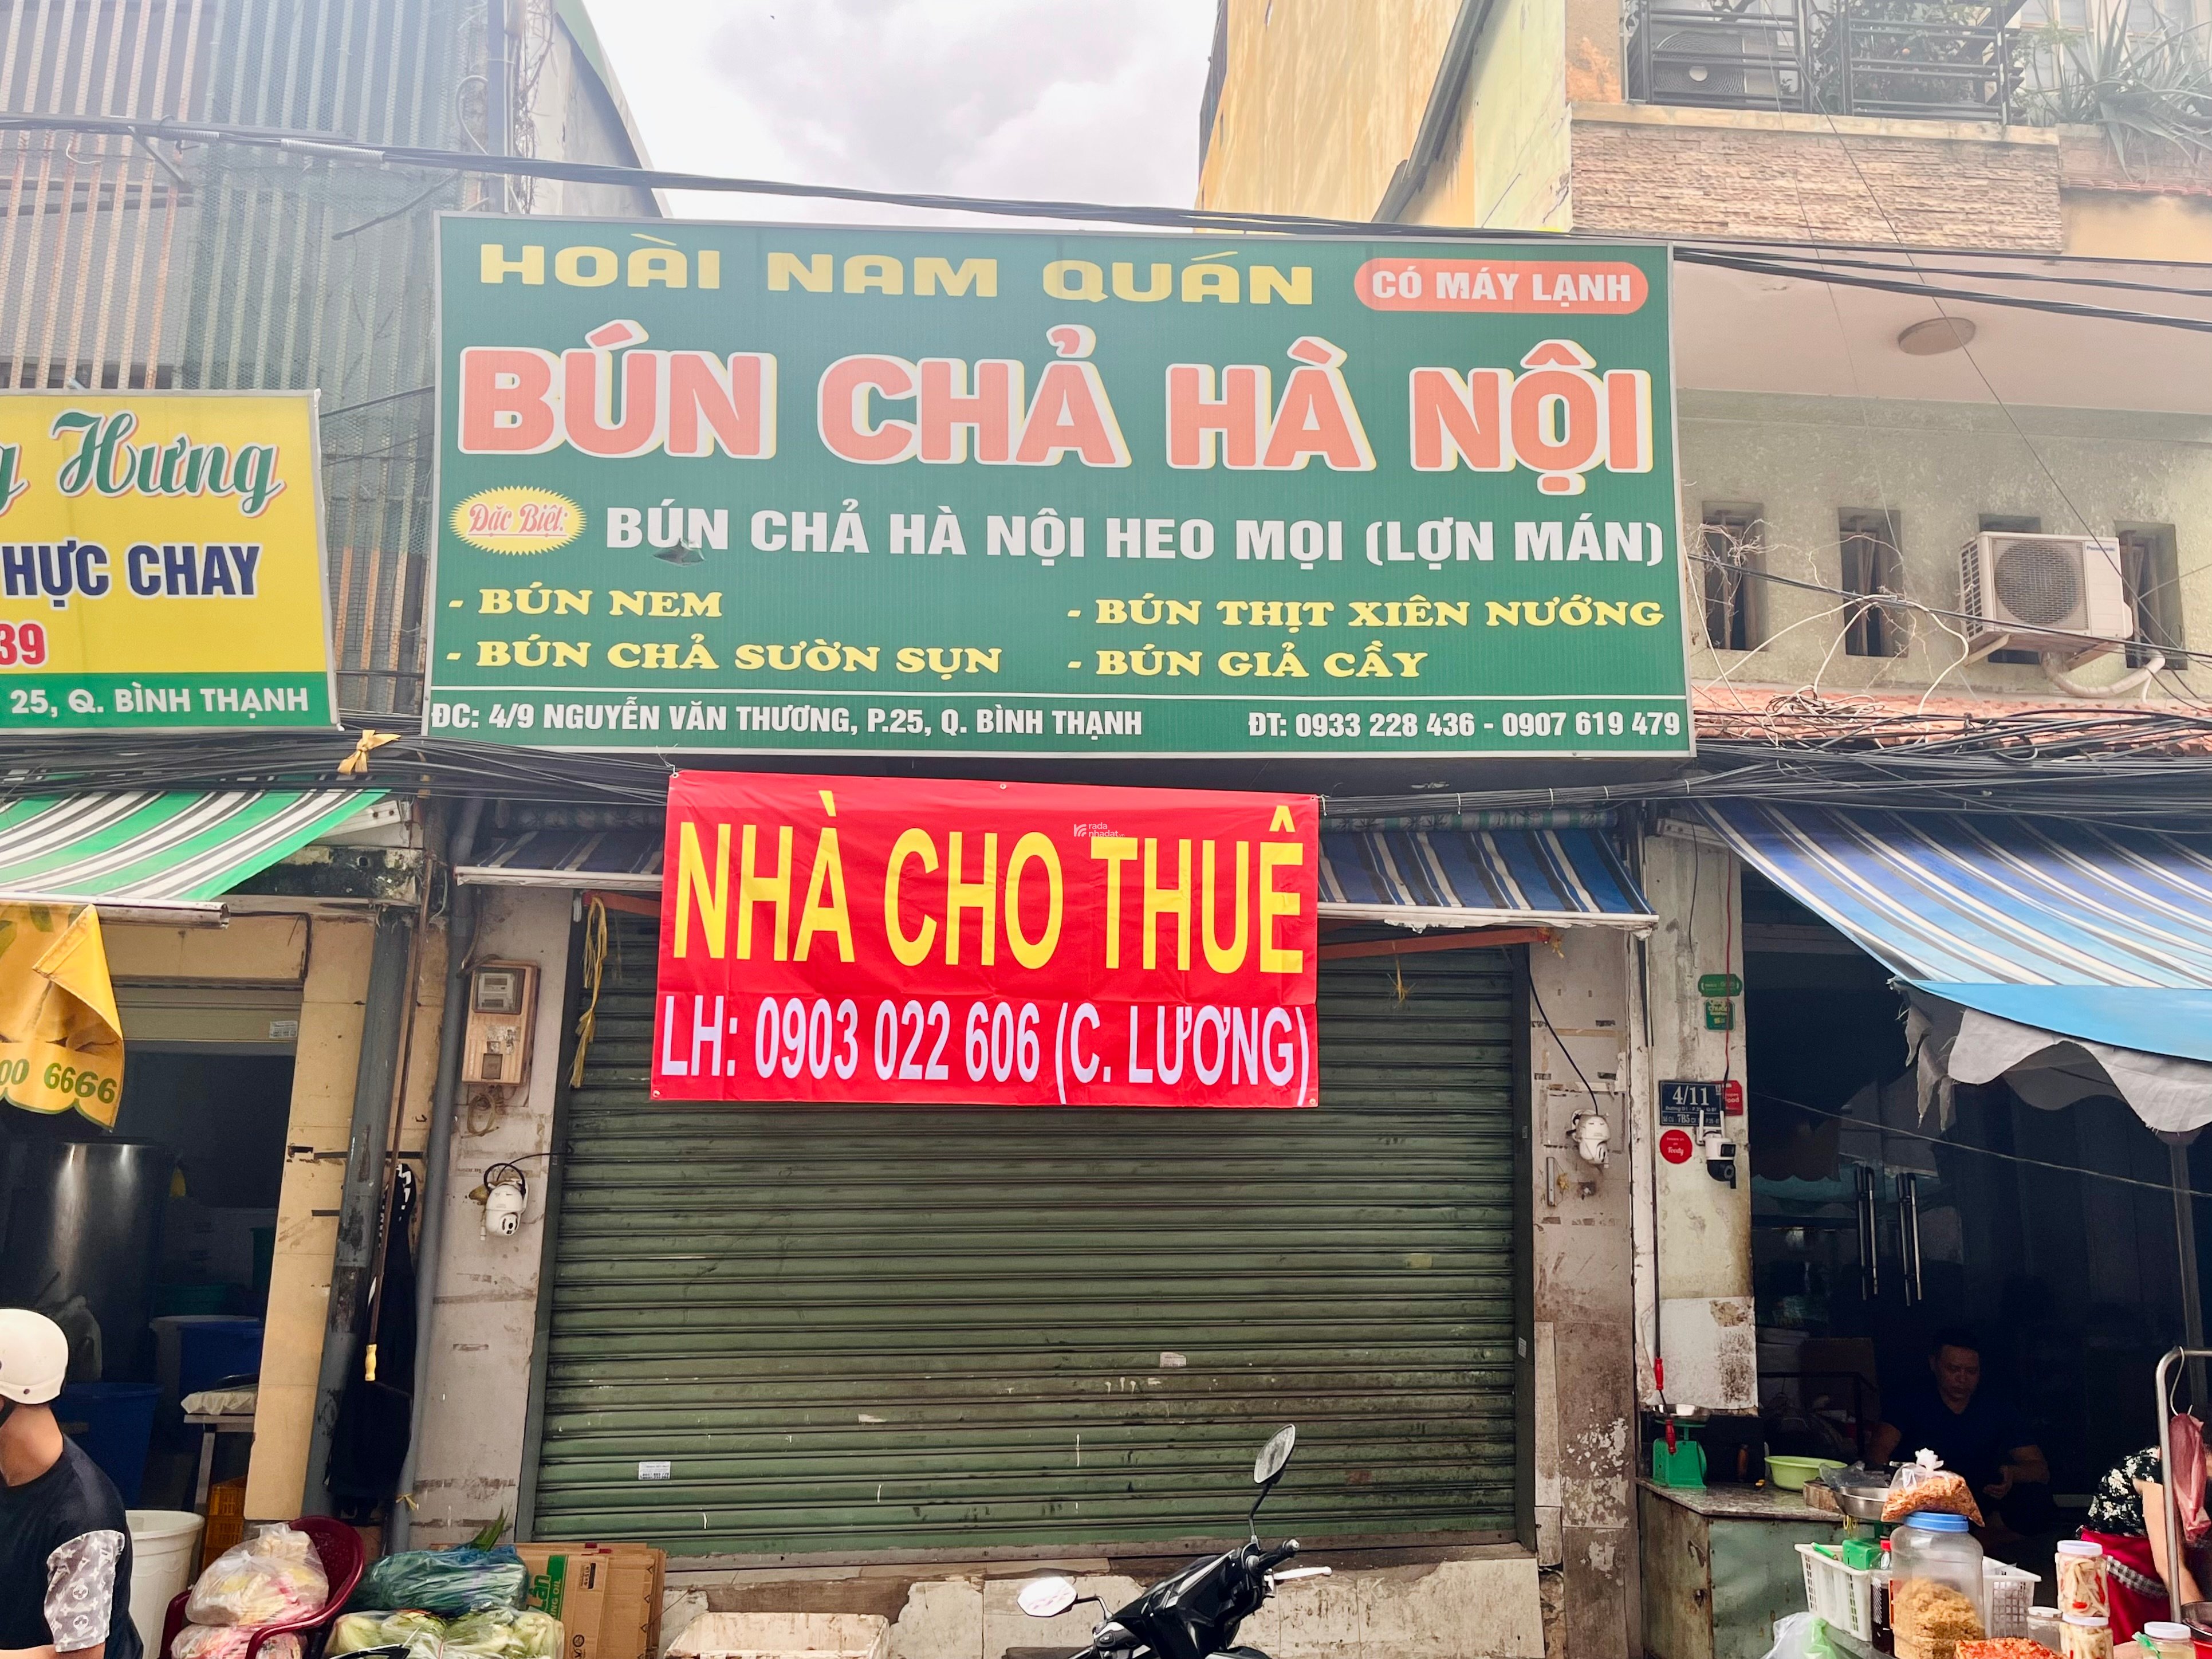 HOÀI NAM QUÁN
CÓ MÁY LẠNH
BÚN CHẢ HÀ NỘI
Đặc Biệt:
BÚN CHẢ HÀ NỘI HEO MỌI (LỢN MÁN)
- BÚN NEM
- BÚN THỊT XIÊN NƯỚNG
- BÚN CHẢ SƯỜN SỤN
- BÚN GIẢ CẦY
ĐC: 4/9 NGUYỄN VĂN THƯƠNG, P.25, Q. BÌNH THẠNH
ĐT: 0933 228 436 - 0907 619 479
g Hưng
HỰC CHAY
39
25, Q. BÌNH THẠNH
NHÀ CHO THUÊ
rada
nhadat
LH: 0903 022 606 (C. LƯƠNG)
00 6666
4/11
Panasonic